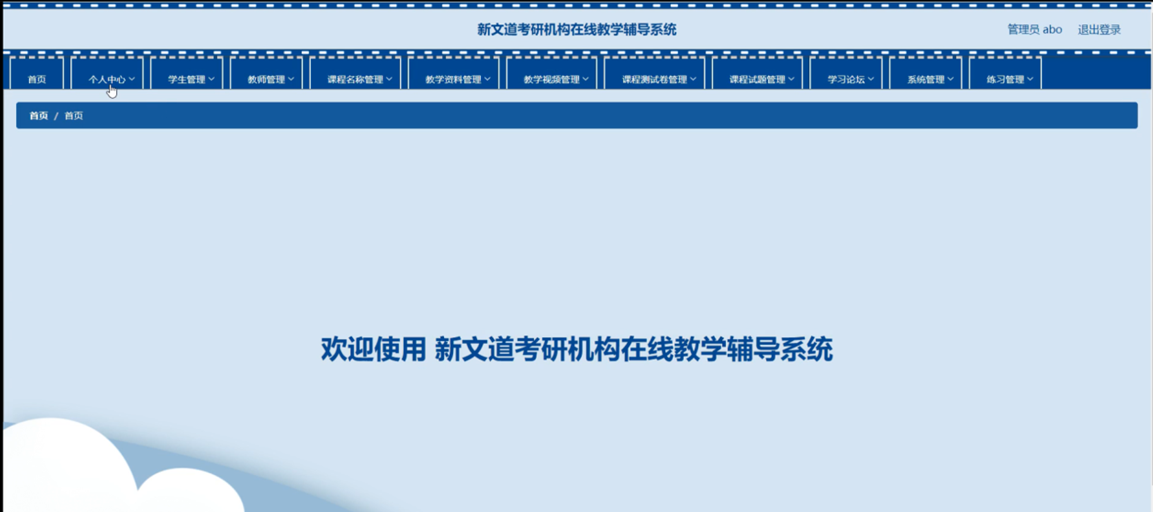 新文道考研机构在线教学辅导系统
管理员 abo 退出登录
首页 个人中心 学生管理 教师管理 课程名称管理 教学资料管理 教学视频管理 课程测试卷管理 课程试题管理 学习论坛 系统管理 练习管理
首页 / 首页
欢迎使用 新文道考研机构在线教学辅导系统